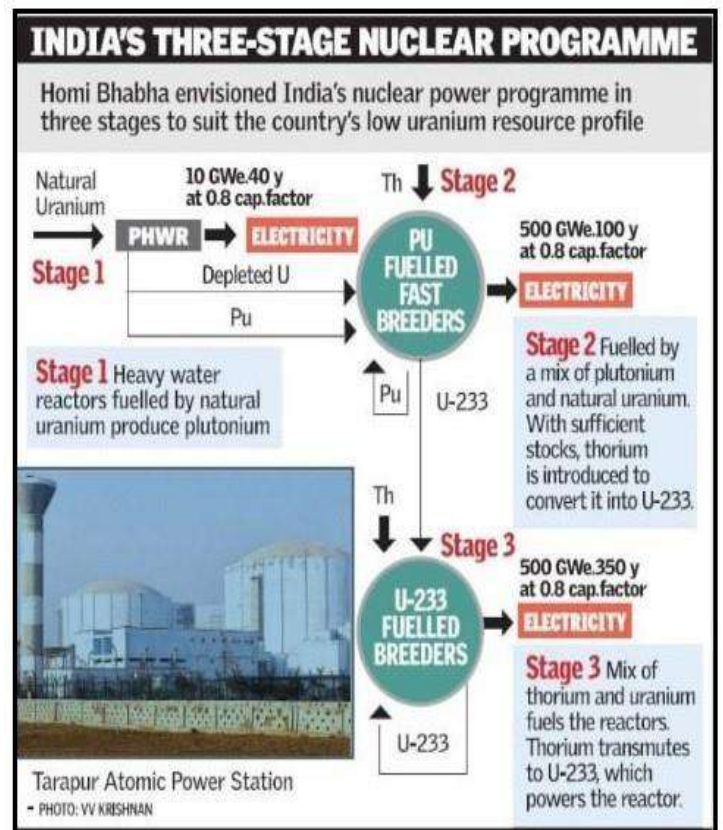 INDIA'S THREE-STAGE NUCLEAR PROGRAMME
Homi Bhabha envisioned India's nuclear power programme in
three stages to suit the country's low uranium resource profile
Natural
Uranium
10 GWe.40 y
at 0.8 cap.factor
Th
Stage 2
PHWR
ELECTRICITY
Stage 1
Depleted U
Pu
PU
FUELLED
FAST
BREEDERS
500 GWe.100 y
at 0.8 cap.factor
ELECTRICITY
Stage 1 Heavy water
reactors fuelled by natural
uranium produce plutonium
Pu
U-233
Stage 2 Fuelled by
a mix of plutonium
and natural uranium.
With sufficient
stocks, thorium
is introduced to
convert it into U-233.
Th
Stage 3
U-233
FUELLED
BREEDERS
500 GWe.350 y
at 0.8 cap.factor
ELECTRICITY
U-233
Stage 3 Mix of
thorium and uranium
fuels the reactors.
Thorium transmutes
to U-233, which
powers the reactor.
Tarapur Atomic Power Station
- PHOTO: VV KRISHNAN